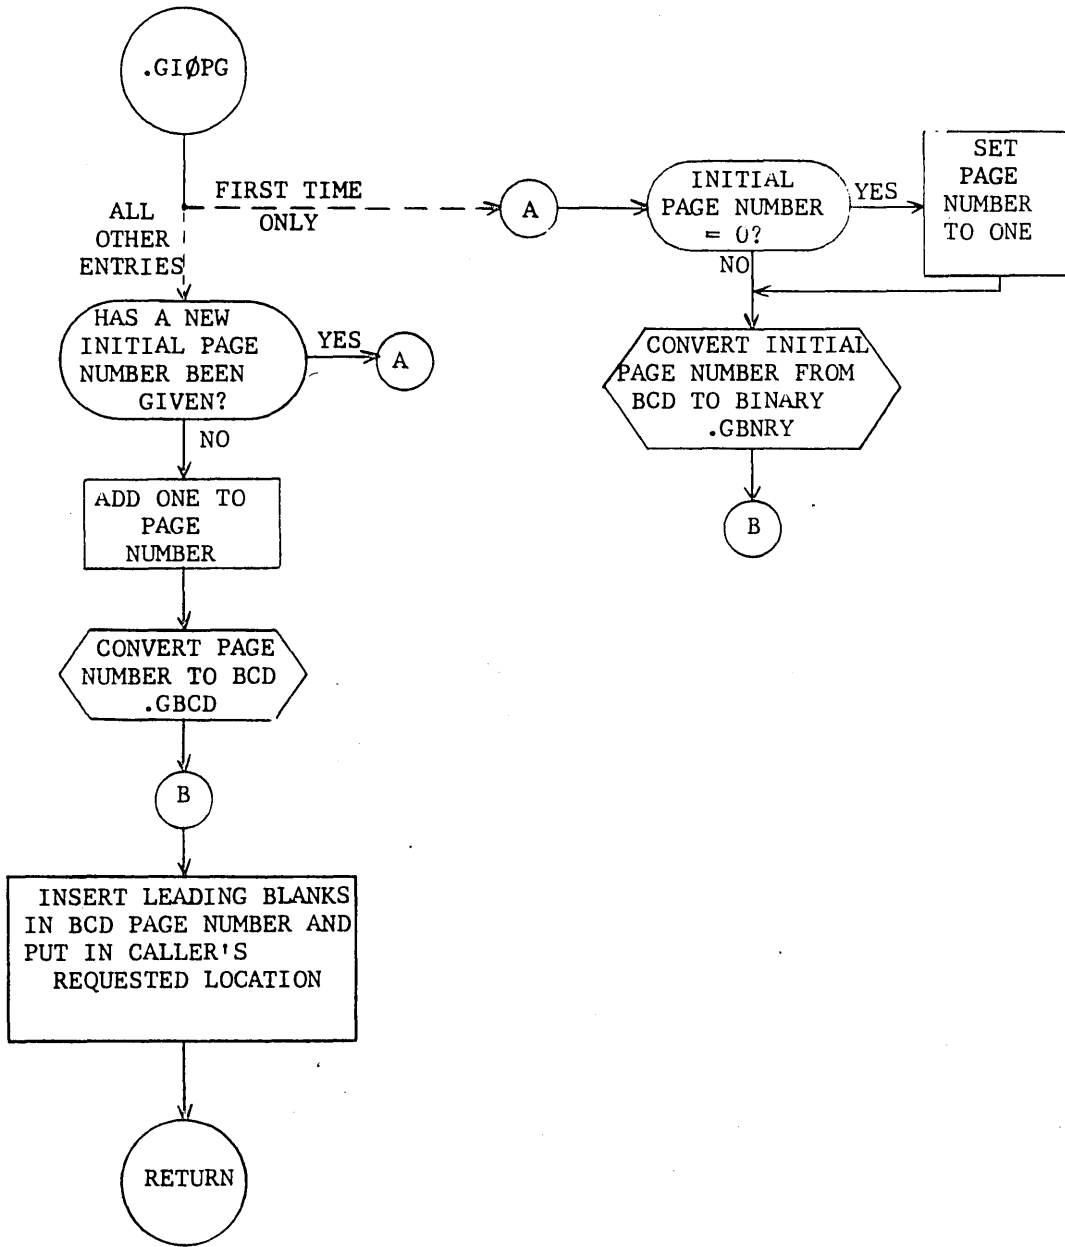 .GIØPG
FIRST TIME
ONLY
ALL
OTHER
ENTRIES
A
INITIAL
PAGE NUMBER
= 0?
YES
SET
PAGE
NUMBER
TO ONE
NO
CONVERT INITIAL
PAGE NUMBER FROM
BCD TO BINARY
.GBNRY
B
HAS A NEW
INITIAL PAGE
NUMBER BEEN
GIVEN?
YES
A
NO
ADD ONE TO
PAGE
NUMBER
CONVERT PAGE
NUMBER TO BCD
.GBCD
B
INSERT LEADING BLANKS
IN BCD PAGE NUMBER AND
PUT IN CALLER'S
REQUESTED LOCATION
RETURN